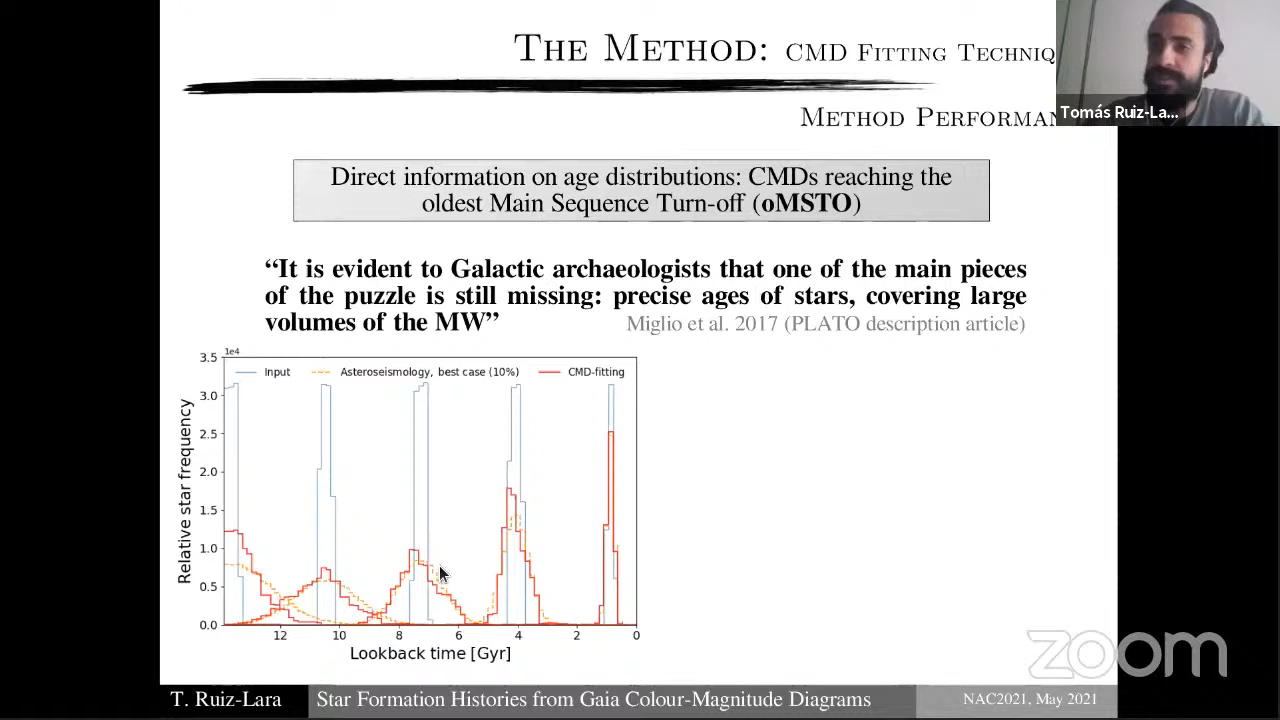 THE METHOD: CMD FITTING TECHNIQ
METHOD PERFORMAN
Tomás Ruiz-La...
Direct information on age distributions: CMDs reaching the
oldest Main Sequence Turn-off (oMSTO)
“It is evident to Galactic archaeologists that one of the main pieces
of the puzzle is still missing: precise ages of stars, covering large
volumes of the MW”
Miglio et al. 2017 (PLATO description article)
1e4
Input
Asteroseismology, best case (10%)
CMD-fitting
3.5
3.0
2.5
2.0
1.5
1.0
0.5
0.0
Relative star frequency
12 10 8 6 4 2 0
Lookback time [Gyr]
zoom
T. Ruiz-Lara
Star Formation Histories from Gaia Colour-Magnitude Diagrams
NAC2021, May 2021